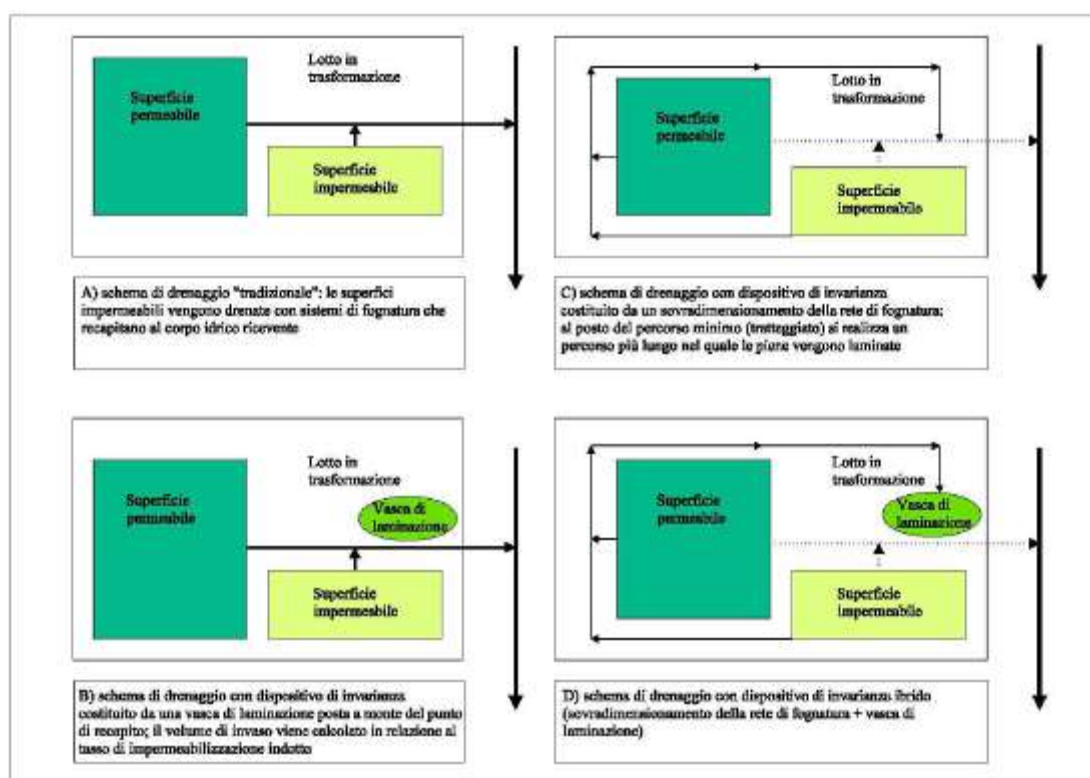 Superficie
permeabile
Lotto in
trasformazione
Superficie
impermeabile
A) schema di drenaggio "tradizionale": le superfici
impermeabili vengono drenate con sistemi di fognatura che
recapitano al corpo idrico ricevente
Superficie
permeabile
Lotto in
trasformazione
Superficie
impermeabile
C) schema di drenaggio con dispositivo di invarianza
costituito da un sovradimensionamento della rete di fognatura:
al posto del percorso minimo (tratteggiato) si realizza un
percorso più lungo nel quale le piene vengono laminate
Superficie
permeabile
Lotto in
trasformazione
Vasca di
laminazione
Superficie
impermeabile
B) schema di drenaggio con dispositivo di invarianza
costituito da una vasca di laminazione posta a monte del punto
di recapito; il volume di invaso viene calcolato in relazione al
tasso di impermeabilizzazione indotto
Superficie
permeabile
Lotto in
trasformazione
Vasca di
laminazione
Superficie
impermeabile
D) schema di drenaggio con dispositivo di invarianza ibrido
(sovradimensionamento della rete di fognatura + vasca di
laminazione)